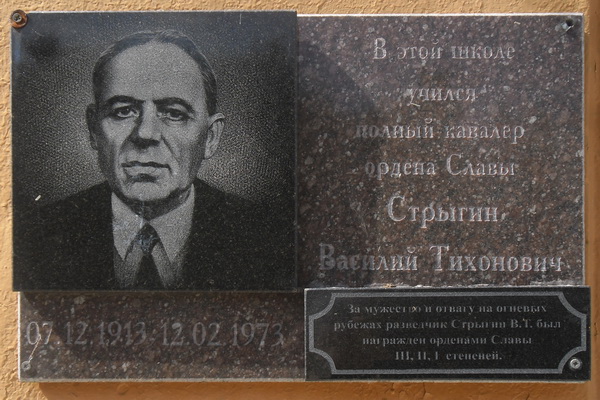 В этой школе
учился
полный кавалер
ордена Славы
Стрыгин
Василий Тихонович
07.12.1913-12.02.1973
За мужество и отвагу на огневых
рубежах разведчик Стрыгин В.Т. был
награжден орденами Славы
III, II, I степеней.